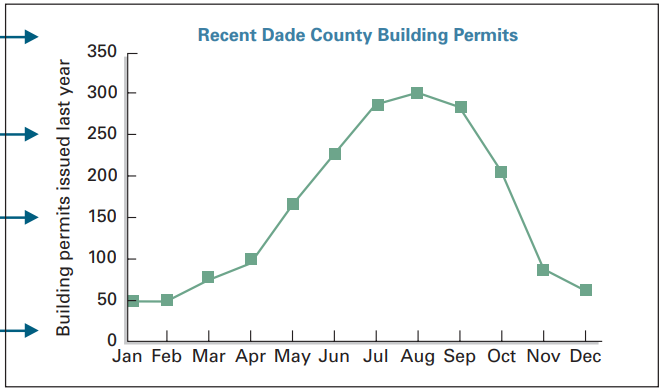 Recent Dade County Building Permits
Building permits issued last year
350
300
250
200
150
100
50
0
Jan Feb Mar Apr May Jun Jul Aug Sep Oct Nov Dec